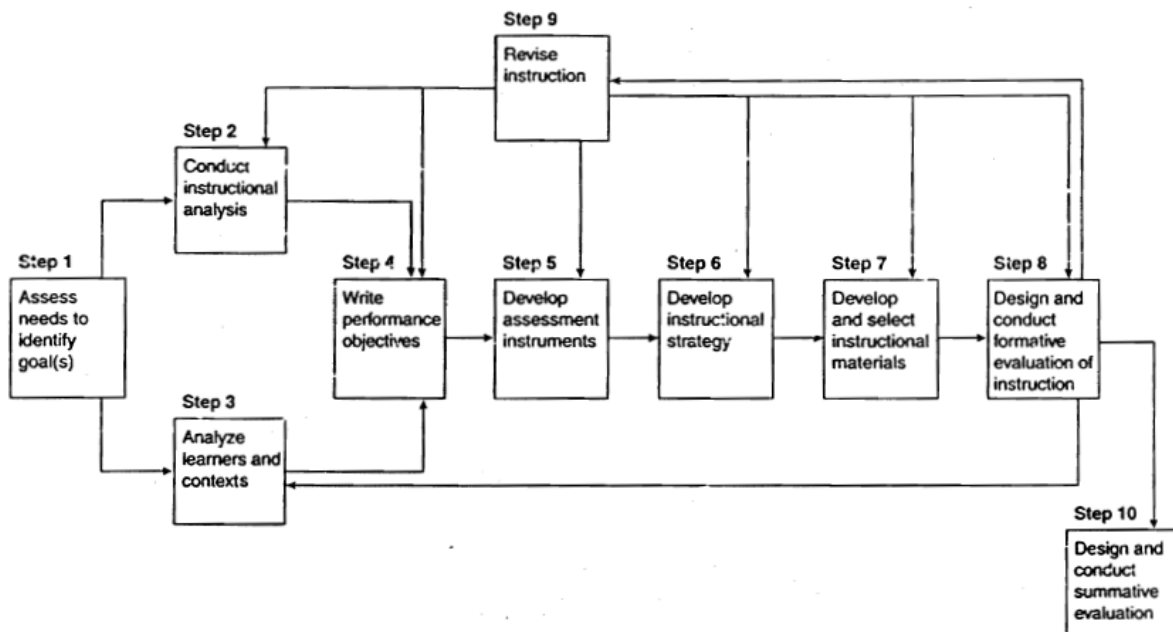 Step 9
Revise
instruction
Step 2
Conduct
instructional
analysis
Step 1
Assess
needs to
identify
goal(s)
Step 4
Write
performance
objectives
Step 5
Develop
assessment
instruments
Step 6
Develop
instructional
strategy
Step 7
Develop
and select
instructional
materials
Step 8
Design and
conduct
formative
evaluation of
instruction
Step 3
Analyze
learners and
contexts
Step 10
Design and
conduct
summative
evaluation